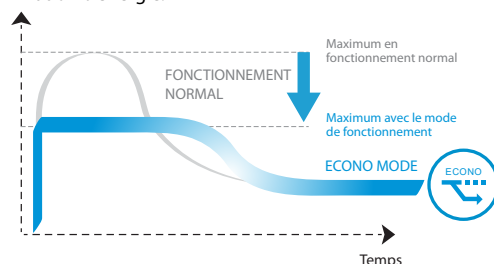 Maximum en
fonctionnement normal
FONCTIONNEMENT
NORMAL
Maximum avec le mode
de fonctionnement
ECONO MODE
ECONO
Temps